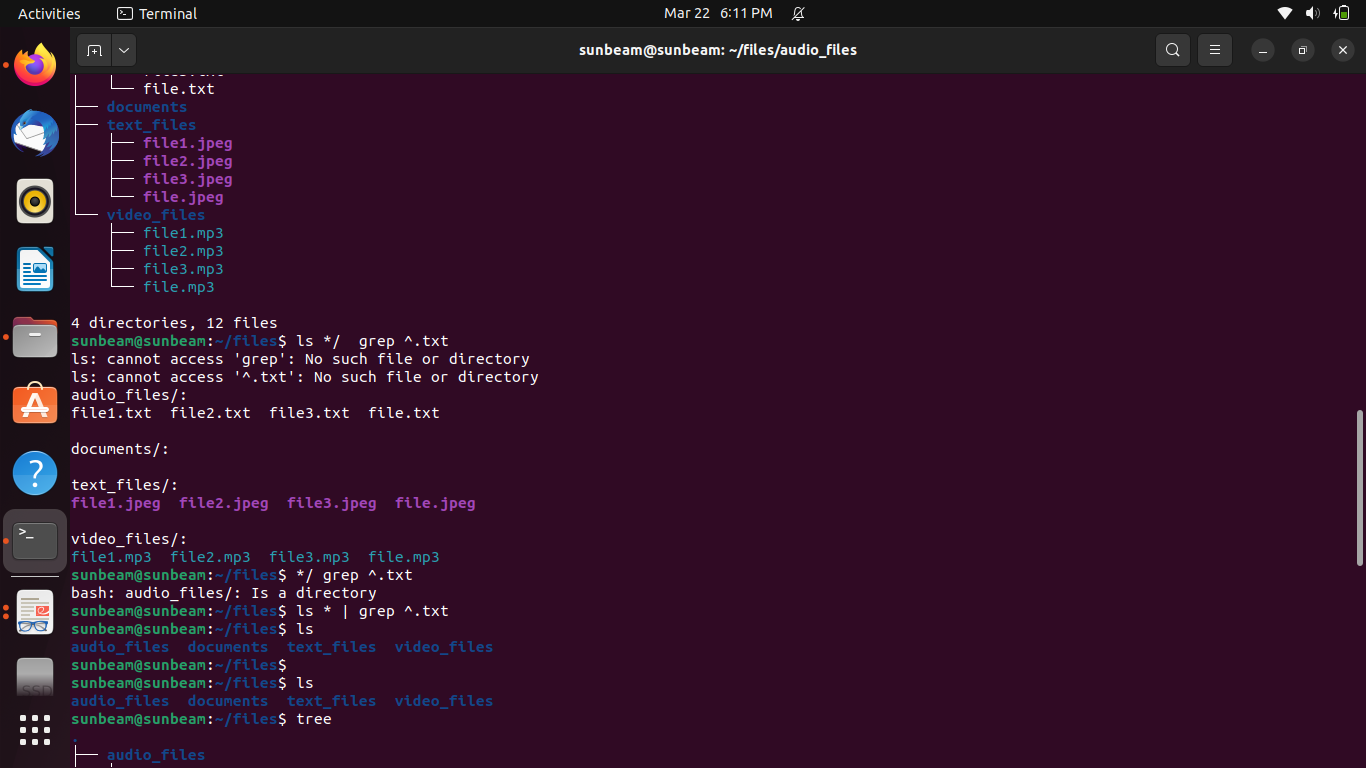 Activities
Terminal
Mar 22 6:11 PM
sunbeam@sunbeam: ~/files/audio_files
file.txt
documents
text_files
file1.jpeg
file2.jpeg
file3.jpeg
file.jpeg
video_files
file1.mp3
file2.mp3
file3.mp3
file.mp3
4 directories, 12 files
sunbeam@sunbeam:~/files$ ls */  grep ^.txt
ls: cannot access 'grep': No such file or directory
ls: cannot access '^.txt': No such file or directory
audio_files/:
file1.txt  file2.txt  file3.txt  file.txt
documents/:
text_files/:
file1.jpeg  file2.jpeg  file3.jpeg  file.jpeg
video_files/:
file1.mp3  file2.mp3  file3.mp3  file.mp3
sunbeam@sunbeam:~/files$ */ grep ^.txt
bash: audio_files/: Is a directory
sunbeam@sunbeam:~/files$ ls * | grep ^.txt
sunbeam@sunbeam:~/files$ ls
audio_files  documents  text_files  video_files
sunbeam@sunbeam:~/files$
sunbeam@sunbeam:~/files$ ls
audio_files  documents  text_files  video_files
sunbeam@sunbeam:~/files$ tree
.
audio_files